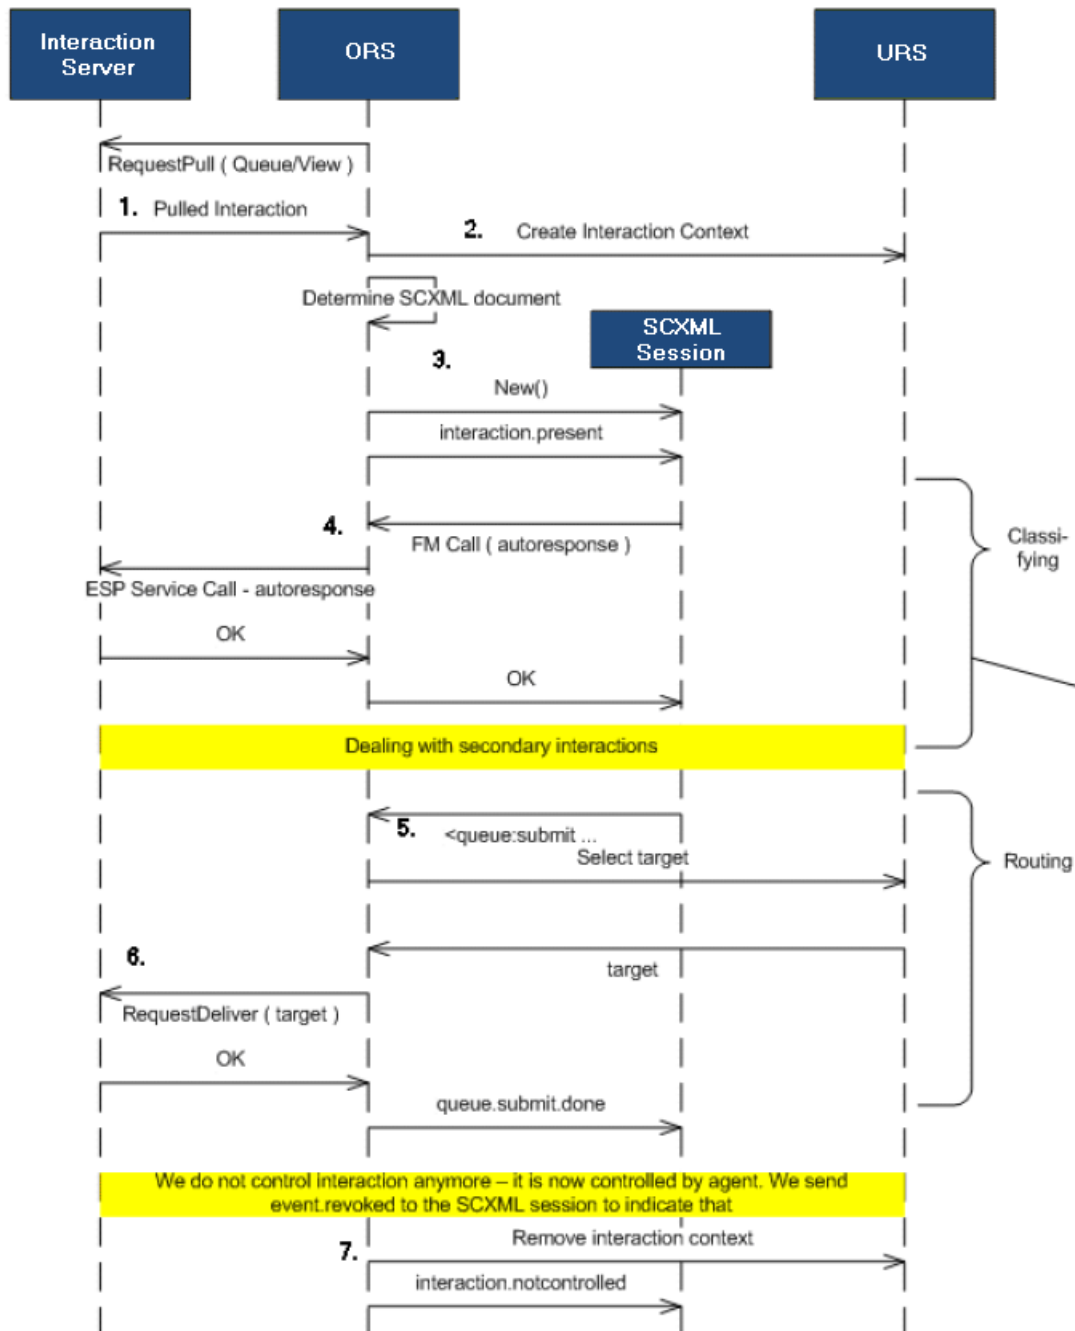 Interaction
Server
ORS
URS
RequestPull ( Queue/View )
1. Pulled Interaction
2. Create Interaction Context
Determine SCXML document
SCXML
Session
3.
New()
interaction.present
4.
FM Call ( autoresponse )
Classi-
fying
ESP Service Call - autoresponse
OK
OK
Dealing with secondary interactions
5. <queue:submit ...
Select target
Routing
6.
target
RequestDeliver ( target )
OK
queue.submit.done
We do not control interaction anymore – it is now controlled by agent. We send
event.revoked to the SCXML session to indicate that
7. Remove interaction context
interaction.notcontrolled